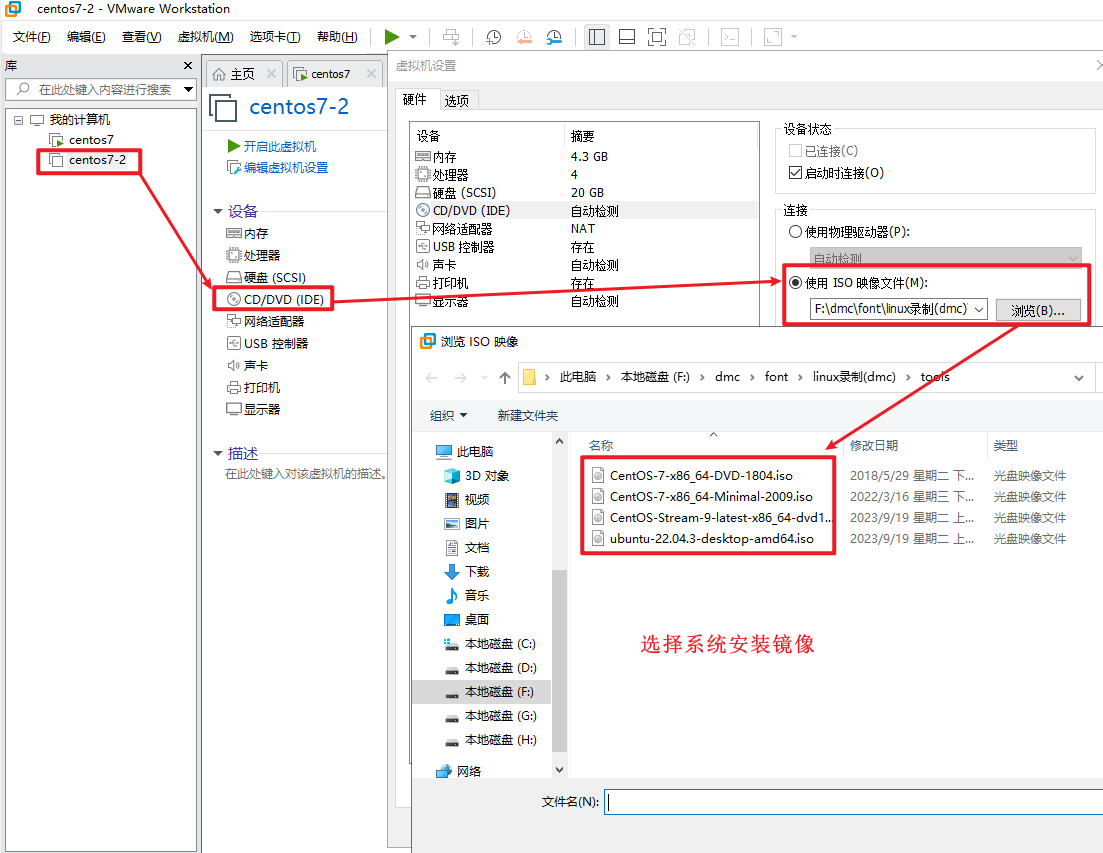 centos7-2 - VMware Workstation
文件(F) 编辑(E) 查看(V) 虚拟机(M) 选项卡(T) 帮助(H)
库
在此处键入内容进行搜索
我的计算机
centos7
centos7-2
主页
centos7
centos7-2
开启此虚拟机
编辑虚拟机设置
设备
内存
处理器
硬盘 (SCSI)
CD/DVD (IDE)
网络适配器
USB 控制器
声卡
打印机
显示器
描述
在此处键入对该虚拟机的描述。
虚拟机设置
硬件 选项
设备 摘要
内存 4.3 GB
处理器 4
硬盘 (SCSI) 20 GB
CD/DVD (IDE) 自动检测
网络适配器 NAT
USB 控制器 存在
声卡 自动检测
打印机 存在
显示器 自动检测
设备状态
已连接(C)
启动时连接(O)
连接
使用物理驱动器(P):
自动检测
使用 ISO 映像文件(M):
F:\dmc\font\linux录制(dmc) 浏览(B)...
浏览 ISO 映像
此电脑 本地磁盘 (F:) dmc font linux录制(dmc) tools
组织 新建文件夹
此电脑
3D 对象
视频
图片
文档
下载
音乐
桌面
本地磁盘 (C:)
本地磁盘 (D:)
本地磁盘 (F:)
本地磁盘 (G:)
本地磁盘 (H:)
网络
名称 修改日期 类型
CentOS-7-x86_64-DVD-1804.iso 2018/5/29 星期二 下... 光盘映像文件
CentOS-7-x86_64-Minimal-2009.iso 2022/3/16 星期三 下... 光盘映像文件
CentOS-Stream-9-latest-x86_64-dvd1... 2023/9/19 星期二 上... 光盘映像文件
ubuntu-22.04.3-desktop-amd64.iso 2023/9/19 星期二 上... 光盘映像文件
选择系统安装镜像
文件名(N):